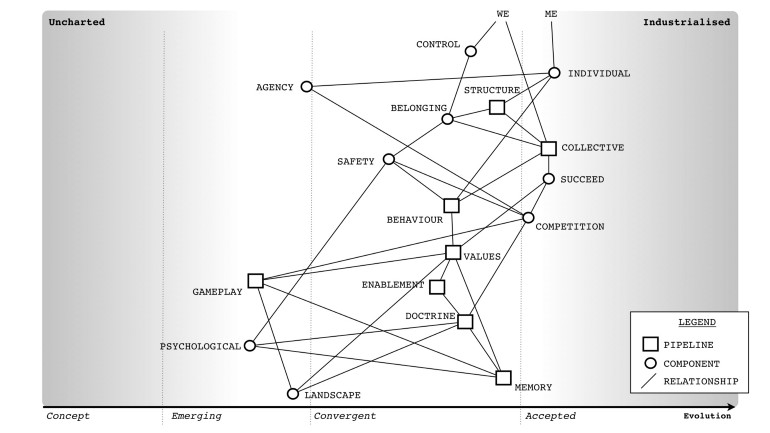 WE
ME
Uncharted
Industrialised
CONTROL
INDIVIDUAL
AGENCY
STRUCTURE
BELONGING
COLLECTIVE
SAFETY
SUCCEED
BEHAVIOUR
COMPETITION
VALUES
GAMEPLAY
ENABLEMENT
DOCTRINE
LEGEND
PIPELINE
PSYCHOLOGICAL
COMPONENT
RELATIONSHIP
MEMORY
LANDSCAPE
Concept
Emerging
Convergent
Accepted
Evolution